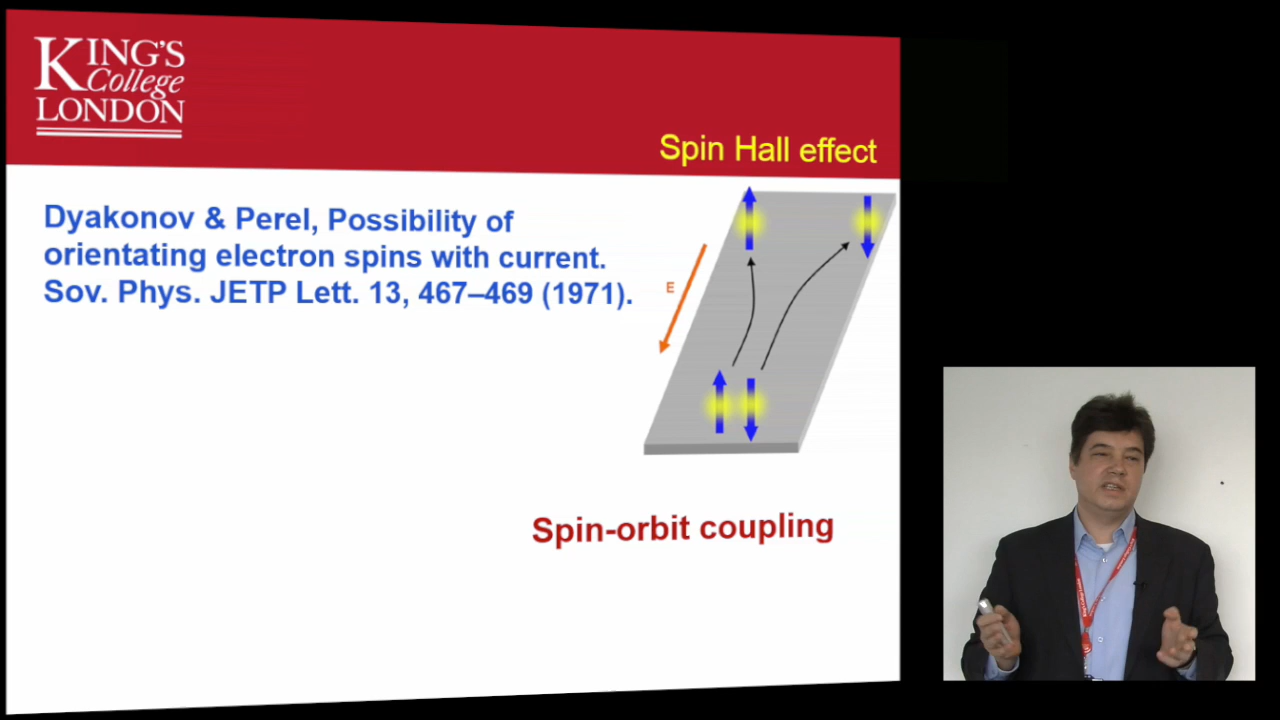 KING'S
College
LONDON
Spin Hall effect
Dyakonov & Perel, Possibility of
orientating electron spins with current.
Sov. Phys. JETP Lett. 13, 467–469 (1971).
E
Spin-orbit coupling